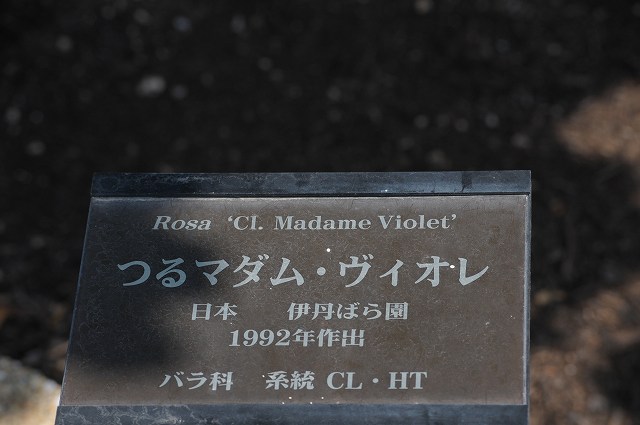 Rosa ‘Cl. Madame Violet’
つるマダム・ヴィオレ
日本　伊丹ばら園
1992年作出
バラ科　系統 CL・HT